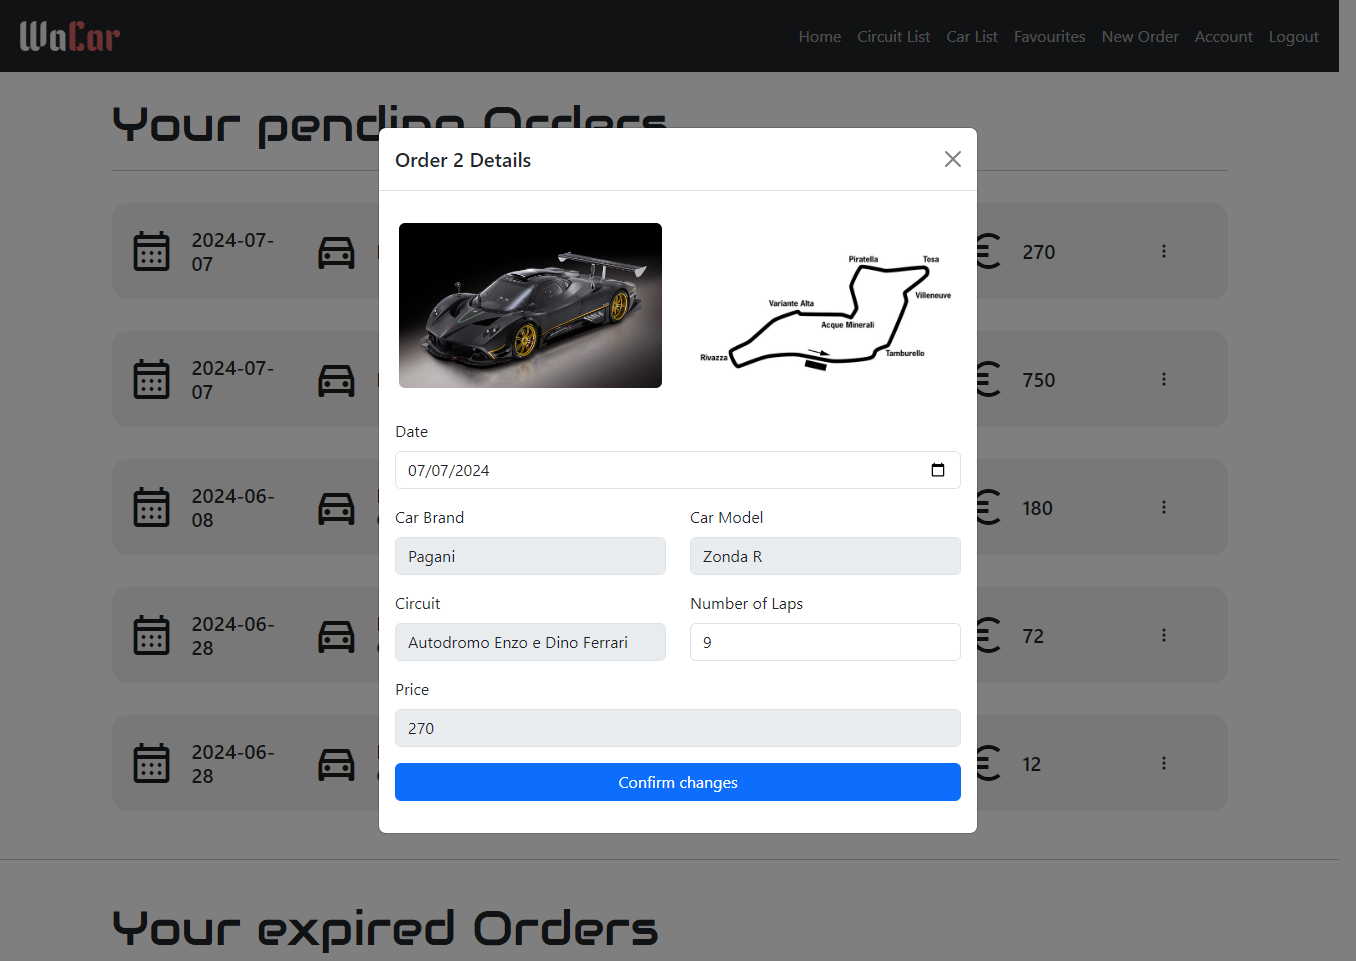 WaCar
Home Circuit List Car List Favourites New Order Account Logout
Your pending Orders
Order 2 Details
Piratella Tosa
Villeneuve
Variante Alta
Acque Minerali
Tamburello
Rivazza
Date
07/07/2024
Car Brand Car Model
Pagani Zonda R
Circuit Number of Laps
Autodromo Enzo e Dino Ferrari 9
Price
270
Confirm changes
2024-07-
07
270
2024-07-
07
750
2024-06-
08
180
2024-06-
28
72
2024-06-
28
12
Your expired Orders